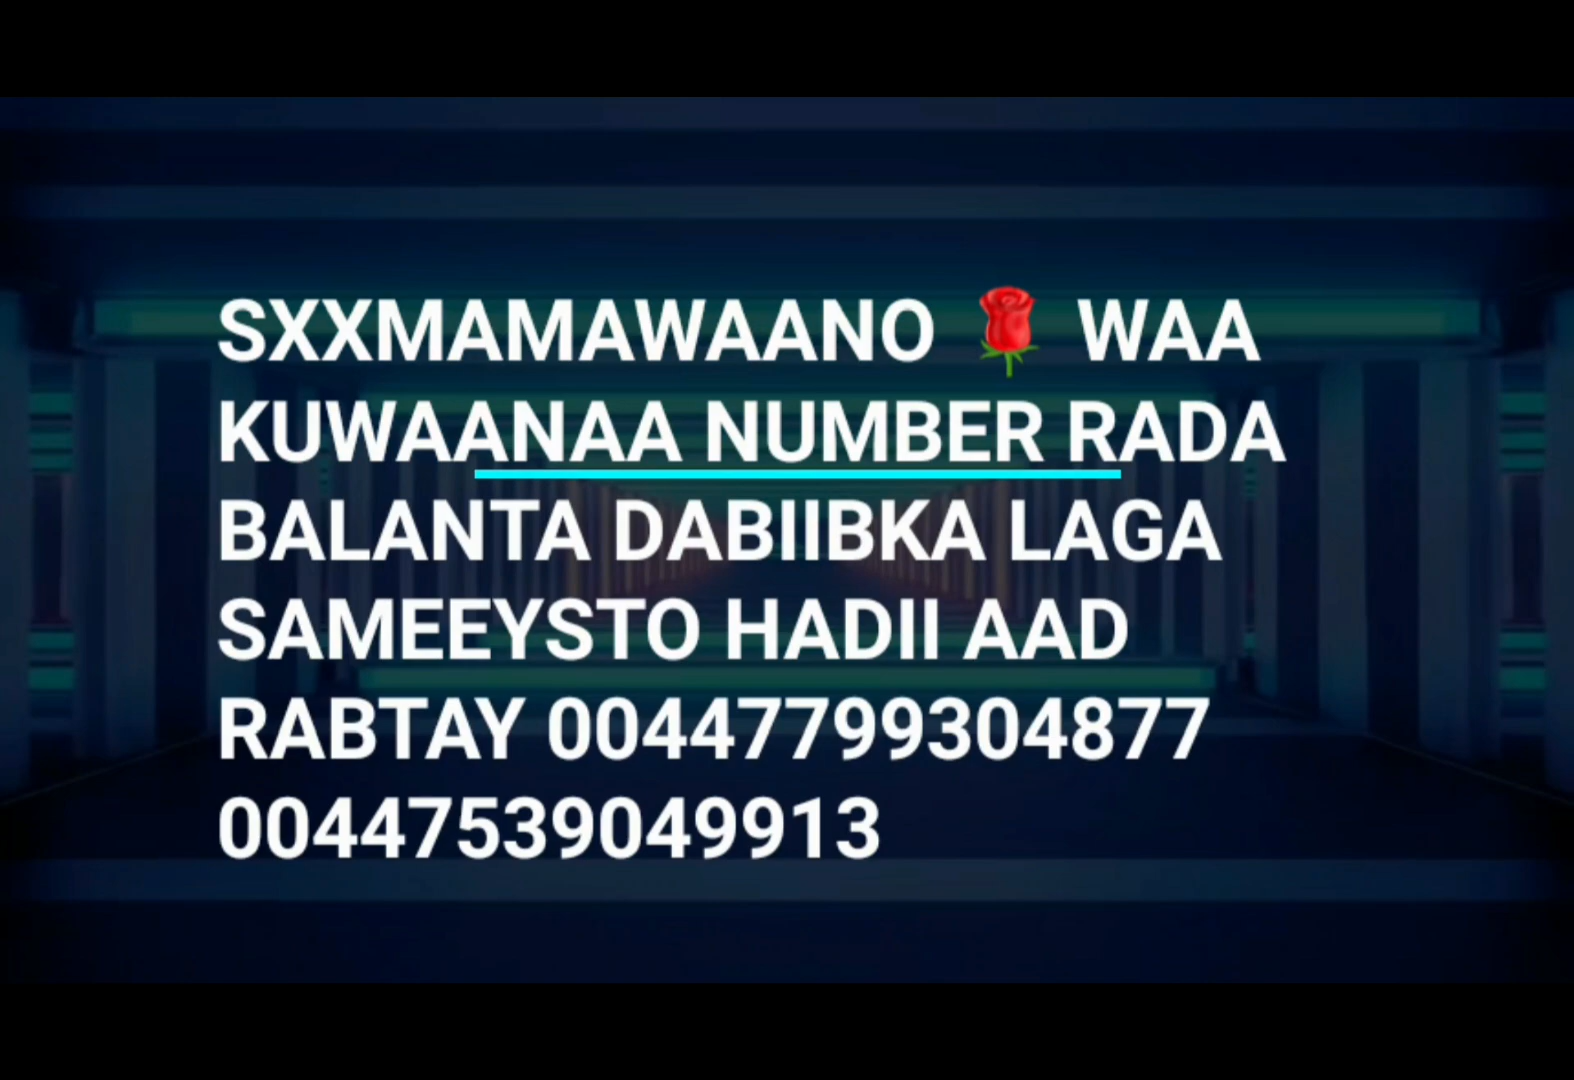 SXXMAMAWAANO 🌹 WAA
KUWAANAA NUMBER RADA
BALANTA DABIIBKA LAGA
SAMEEYSTO HADII AAD
RABTAY 00447799304877
00447539049913